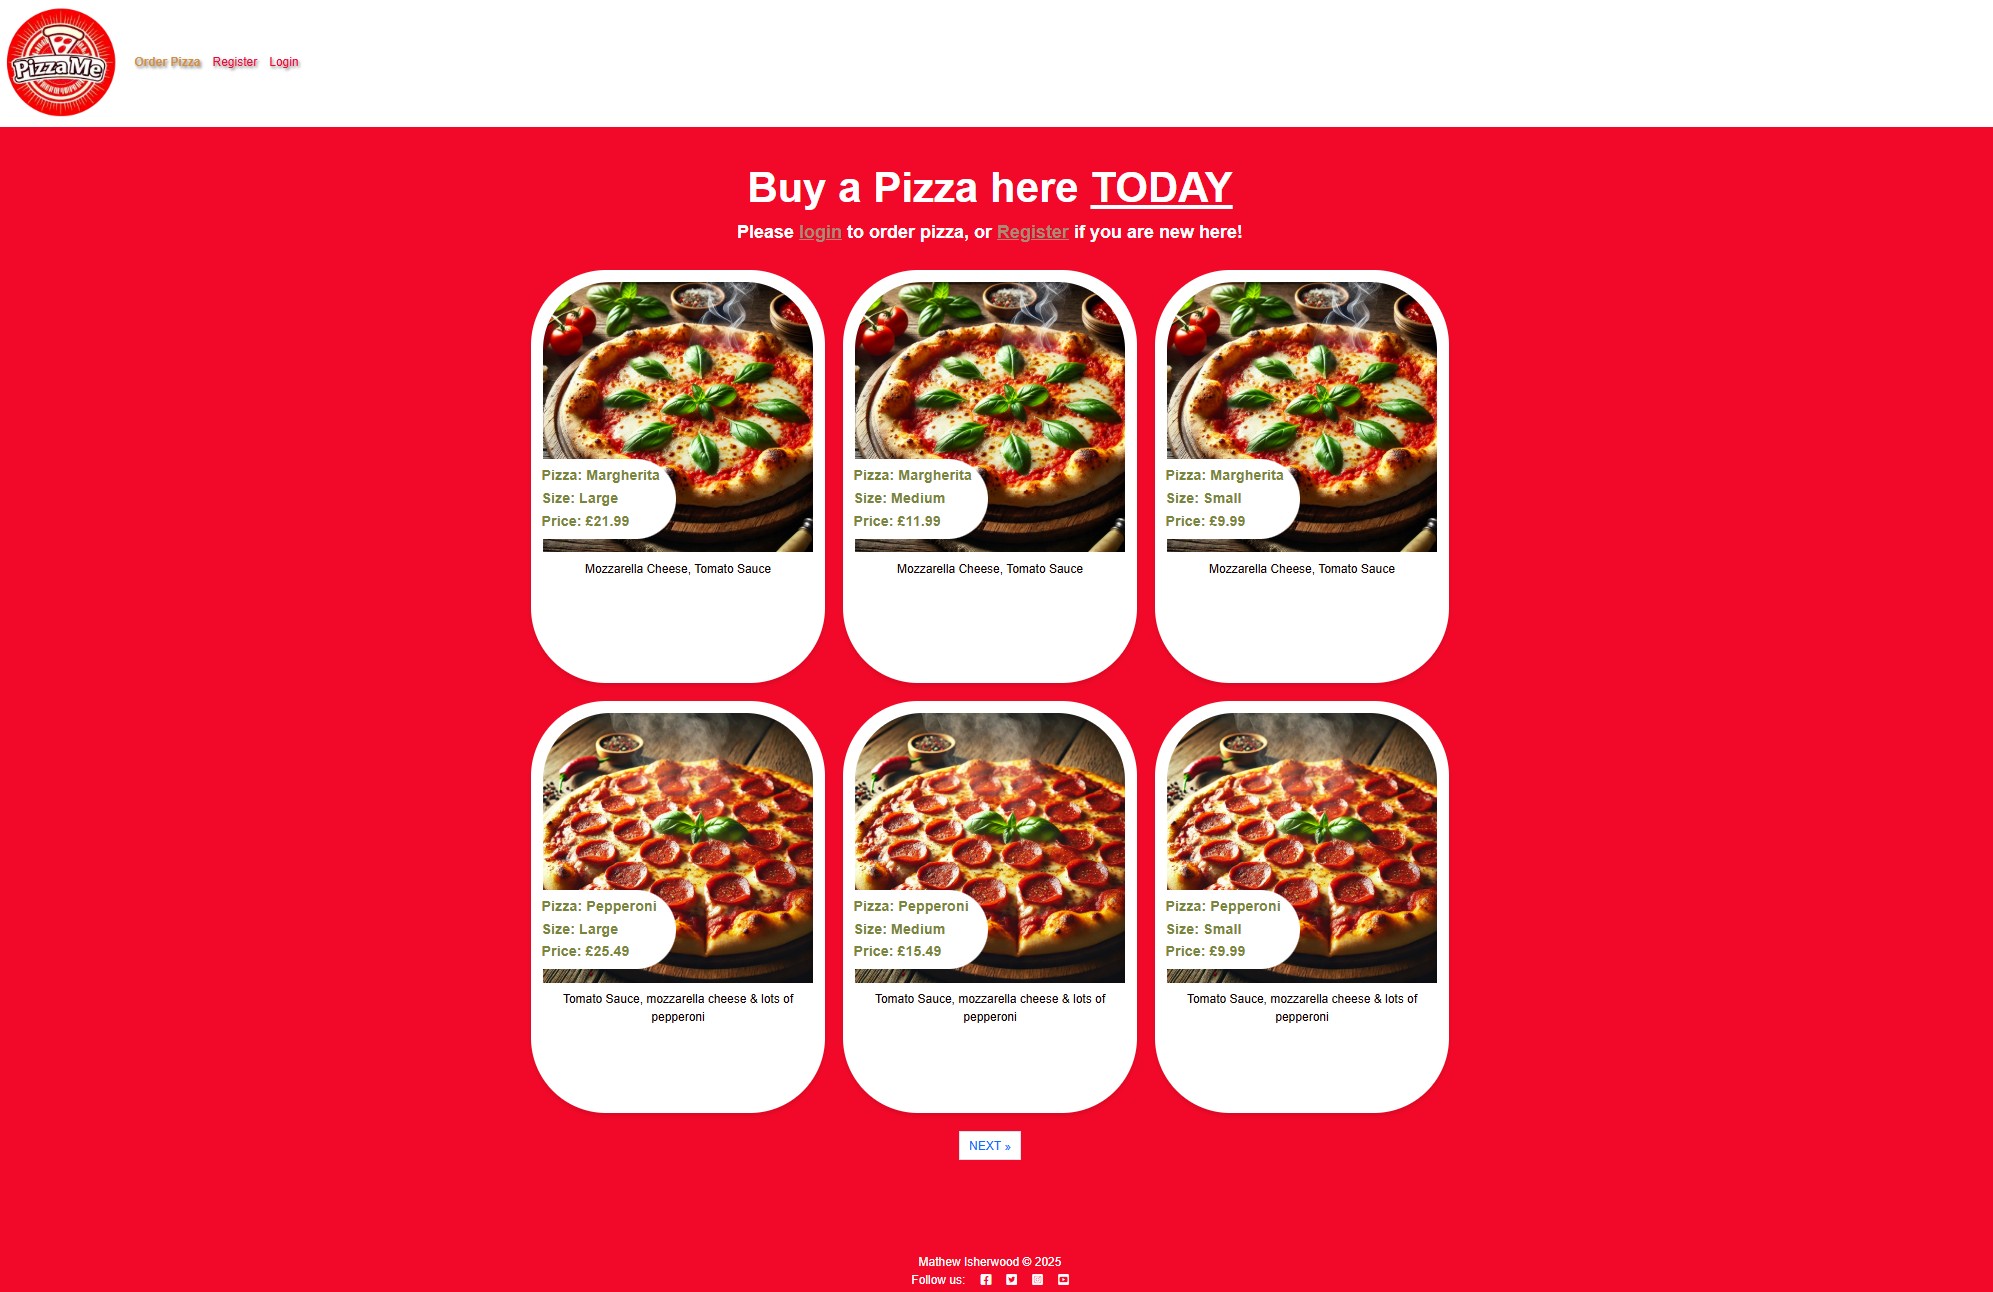 Pizza Me
Order Pizza Register Login
Buy a Pizza here TODAY
Please login to order pizza, or Register if you are new here!
Pizza: Margherita
Size: Large
Price: £21.99
Mozzarella Cheese, Tomato Sauce
Pizza: Margherita
Size: Medium
Price: £11.99
Mozzarella Cheese, Tomato Sauce
Pizza: Margherita
Size: Small
Price: £9.99
Mozzarella Cheese, Tomato Sauce
Pizza: Pepperoni
Size: Large
Price: £25.49
Tomato Sauce, mozzarella cheese & lots of
pepperoni
Pizza: Pepperoni
Size: Medium
Price: £15.49
Tomato Sauce, mozzarella cheese & lots of
pepperoni
Pizza: Pepperoni
Size: Small
Price: £9.99
Tomato Sauce, mozzarella cheese & lots of
pepperoni
NEXT »
Mathew Isherwood © 2025
Follow us: